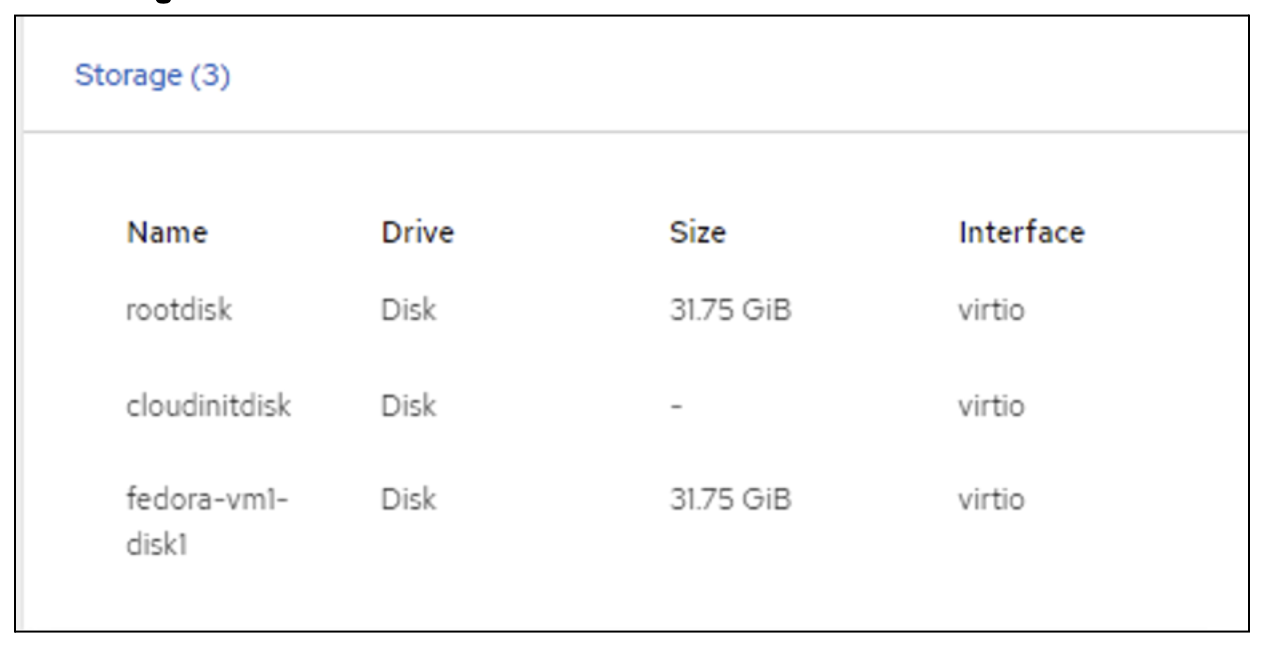 Storage (3)
Name Drive Size Interface
rootdisk Disk 31.75 GiB virtio
cloudinitdisk Disk - virtio
fedora-vm1- Disk 31.75 GiB virtio
disk1